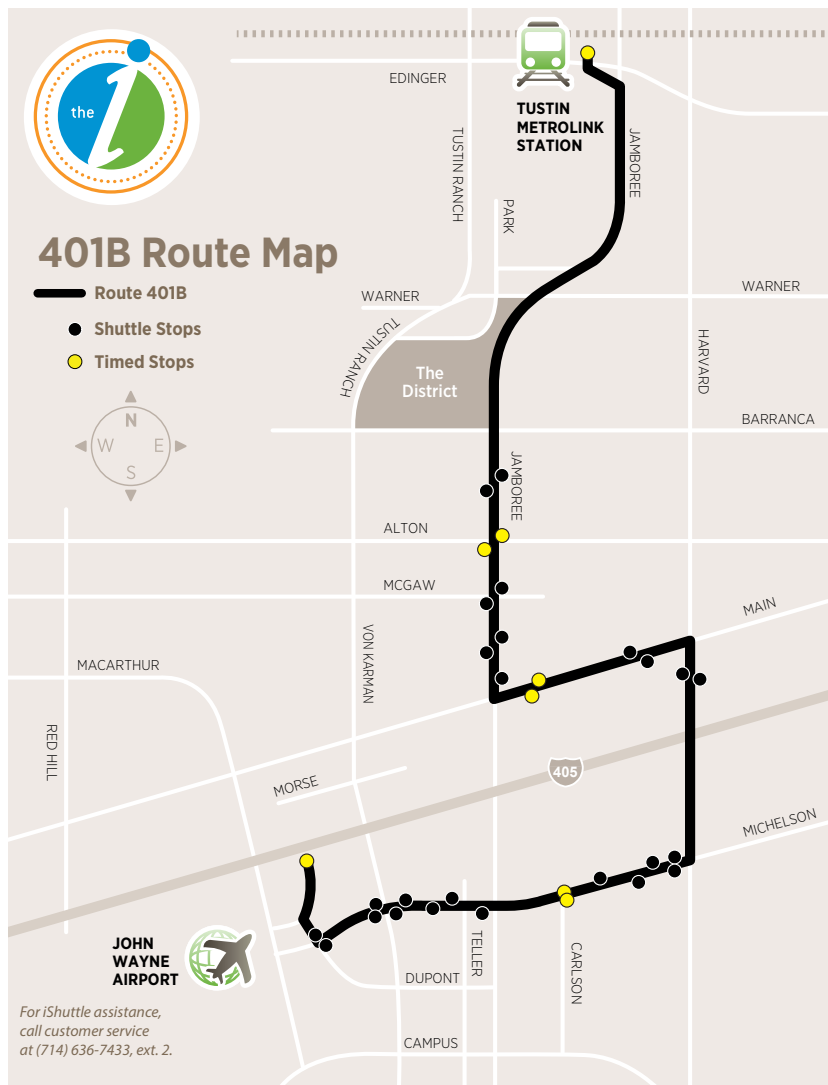 the i
EDINGER
TUSTIN
METROLINK
STATION
TUSTIN RANCH
JAMBOREE
PARK
401B Route Map
Route 401B
Shuttle Stops
Timed Stops
WARNER
WARNER
TUSTIN RANCH
The
District
HARVARD
N
W E
S
BARRANCA
JAMBOREE
ALTON
MCGAW
MAIN
VON KARMAN
MACARTHUR
RED HILL
405
MORSE
MICHELSON
JOHN
WAYNE
AIRPORT
TELLER
CARLSON
DUPONT
For iShuttle assistance,
call customer service
at (714) 636-7433, ext. 2.
CAMPUS